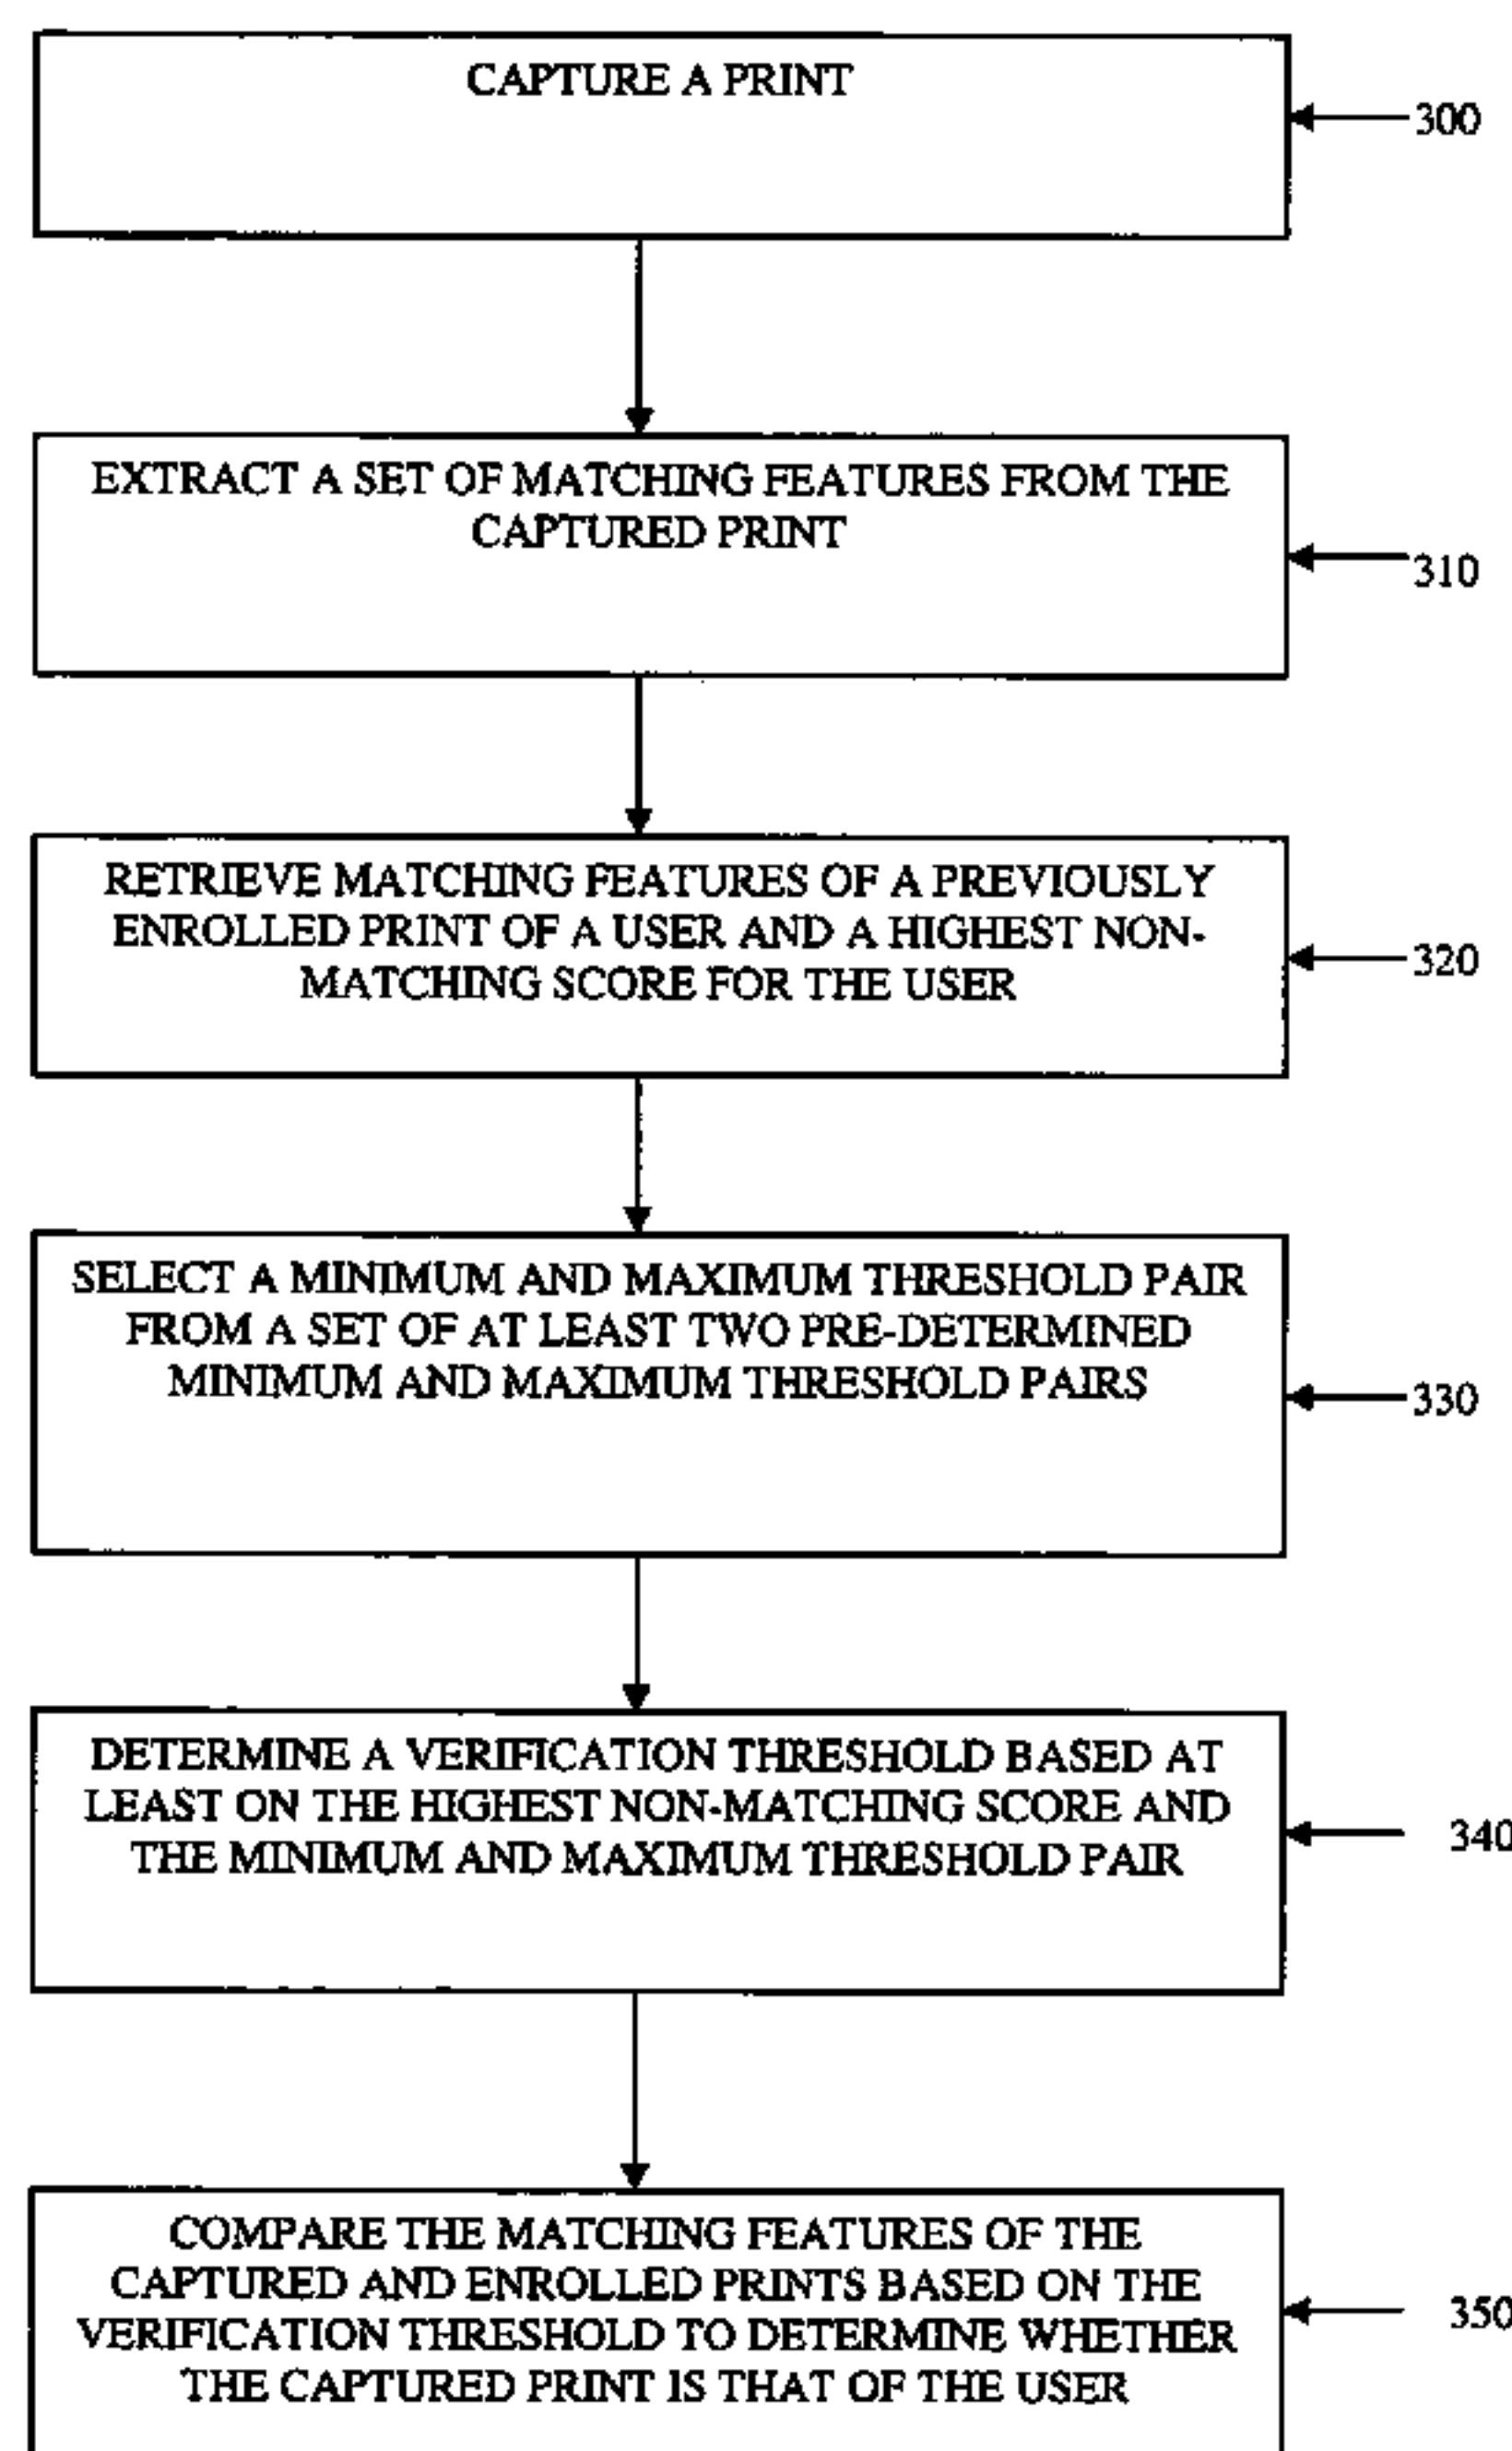 CAPTURE A PRINT
300
EXTRACT A SET OF MATCHING FEATURES FROM THE
CAPTURED PRINT
310
RETRIEVE MATCHING FEATURES OF A PREVIOUSLY
ENROLLED PRINT OF A USER AND A HIGHEST NON-
MATCHING SCORE FOR THE USER
320
SELECT A MINIMUM AND MAXIMUM THRESHOLD PAIR
FROM A SET OF AT LEAST TWO PRE-DETERMINED
MINIMUM AND MAXIMUM THRESHOLD PAIRS
330
DETERMINE A VERIFICATION THRESHOLD BASED AT
LEAST ON THE HIGHEST NON-MATCHING SCORE AND
THE MINIMUM AND MAXIMUM THRESHOLD PAIR
340
COMPARE THE MATCHING FEATURES OF THE
CAPTURED AND ENROLLED PRINTS BASED ON THE
VERIFICATION THRESHOLD TO DETERMINE WHETHER
THE CAPTURED PRINT IS THAT OF THE USER
350